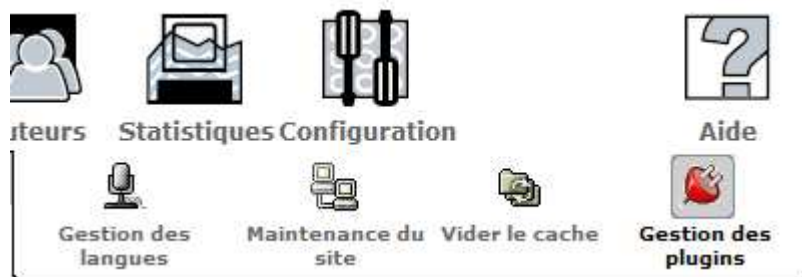 uteurs Statistiques Configuration Aide
Gestion des Maintenance du Vider le cache Gestion des
langues site plugins